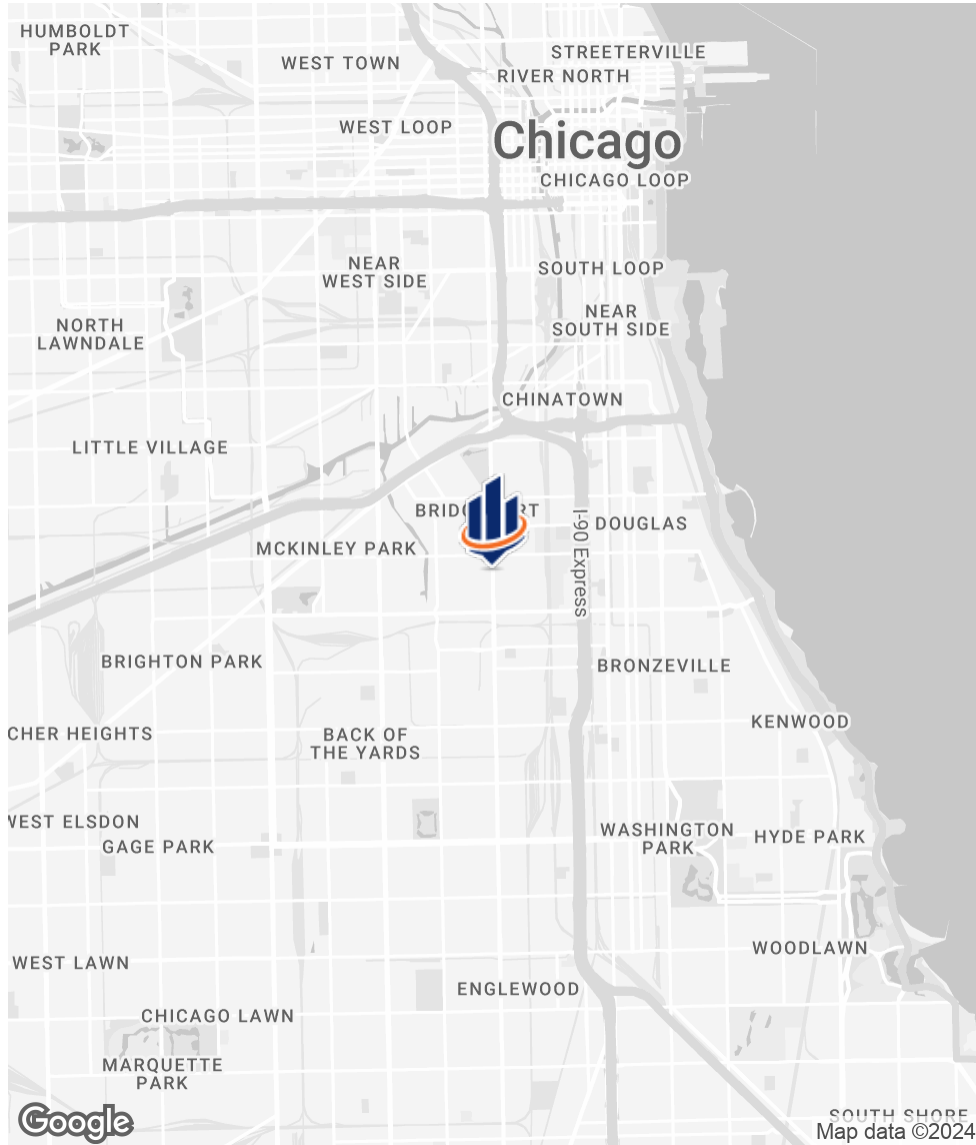 HUMBOLDT
PARK
STREETERVILLE
WEST TOWN
RIVER NORTH
WEST LOOP
Chicago
CHICAGO LOOP
NEAR
WEST SIDE
SOUTH LOOP
NEAR
SOUTH SIDE
NORTH
LAWNDALE
CHINATOWN
LITTLE VILLAGE
I-90 Express
DOUGLAS
MCKINLEY PARK
BRIGHTON PARK
BRONZEVILLE
KENWOOD
CHER HEIGHTS
BACK OF
THE YARDS
WEST ELSDON
GAGE PARK
WASHINGTON
PARK
HYDE PARK
WOODLAWN
WEST LAWN
ENGLEWOOD
CHICAGO LAWN
MARQUETTE
PARK
SOUTH SHORE
Google
Map data ©2024